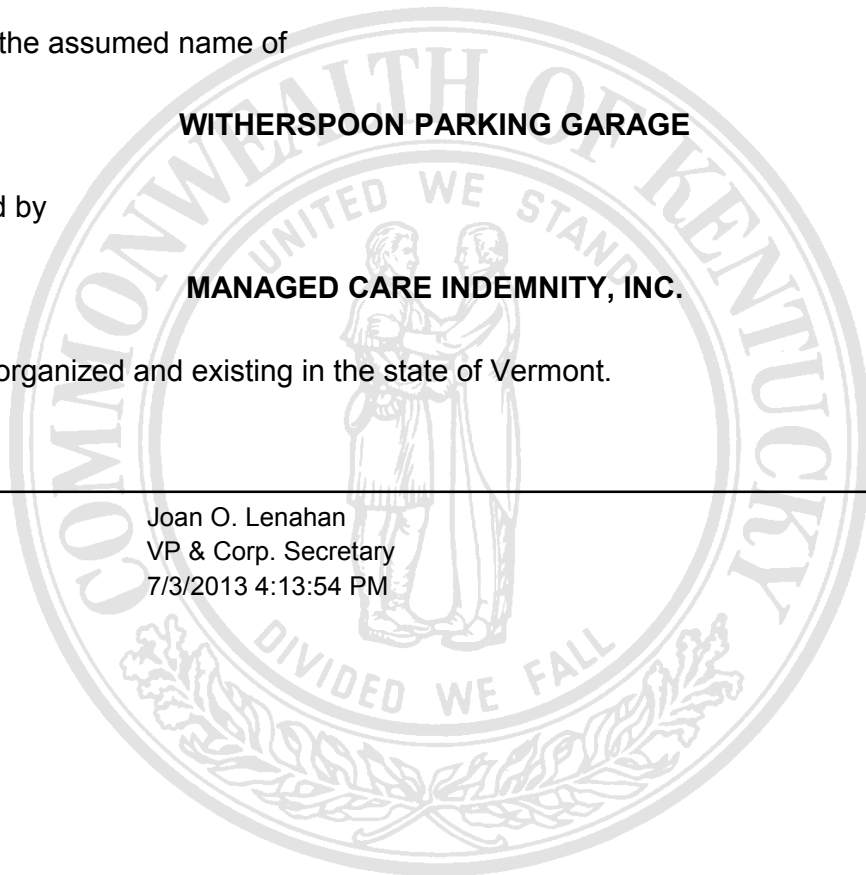 the assumed name of
WITHERSPOON PARKING GARAGE
d by
MANAGED CARE INDEMNITY, INC.
organized and existing in the state of Vermont.
Joan O. Lenahan
VP & Corp. Secretary
7/3/2013 4:13:54 PM
COMMONWEALTH OF KENTUCKY
UNITED WE STAND
DIVIDED WE FALL